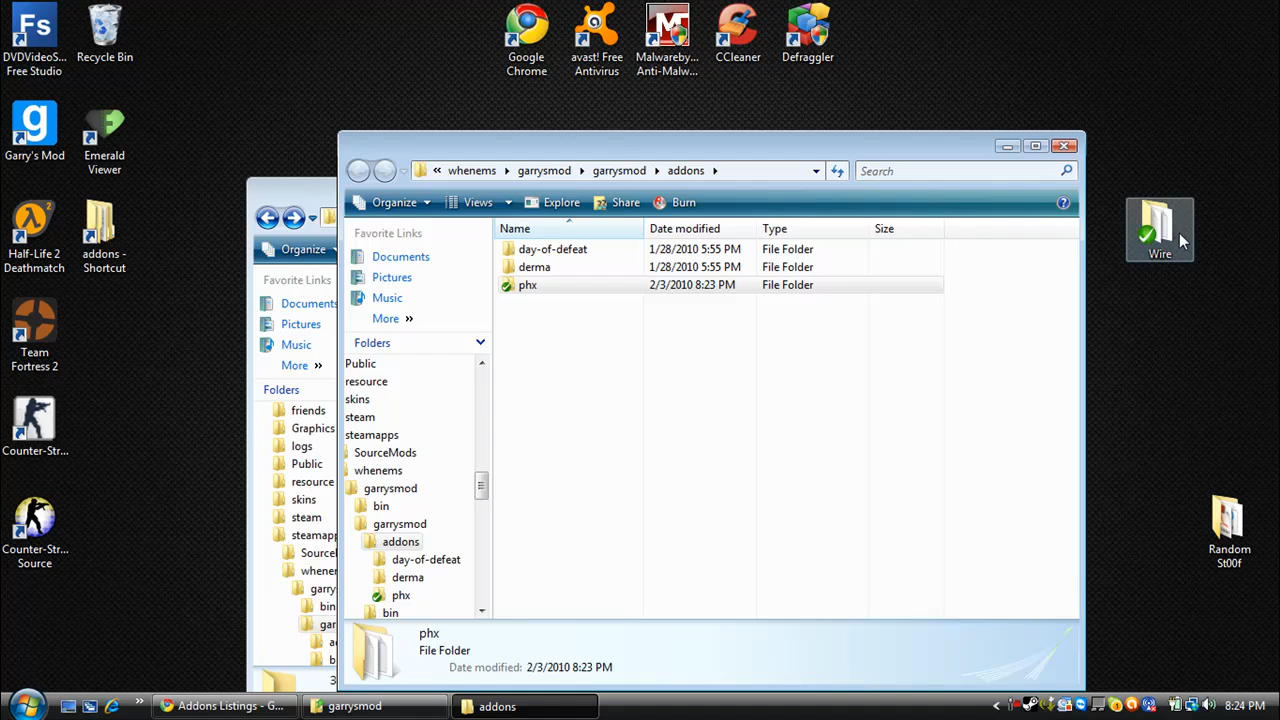 DVDVideoS...
Free Studio
Recycle Bin
Google
Chrome
avast! Free
Antivirus
Malwareby...
Anti-Malw...
CCleaner
Defraggler
Garry's Mod
Emerald
Viewer
Half-Life 2
Deathmatch
addons -
Shortcut
Team
Fortress 2
Counter-Str...
Counter-Str...
Source
Wire
Random
St00f
Organize
Favorite Links
Documents
Pictures
Music
More »
Folders
friends
Graphics
logs
Public
resource
skins
steam
steamapp
Source
whenem
garry
bin
gar
a
b
3
« whenems garrysmod garrysmod addons
Search
Organize Views Explore Share Burn
Favorite Links
Documents
Pictures
Music
More »
Folders
Public
resource
skins
steam
steamapps
SourceMods
whenems
garrysmod
bin
garrysmod
addons
day-of-defeat
derma
phx
bin
Name Date modified Type Size
day-of-defeat 1/28/2010 5:55 PM File Folder
derma 1/28/2010 5:55 PM File Folder
phx 2/3/2010 8:23 PM File Folder
phx
File Folder
Date modified: 2/3/2010 8:23 PM
Addons Listings - G... garrysmod addons 8:24 PM